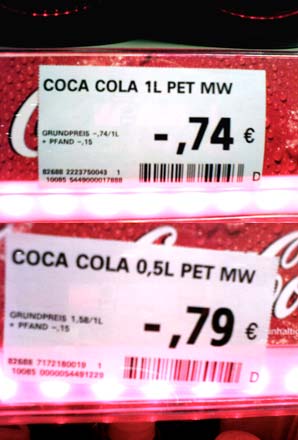 COCA COLA 1L PET MW
GRUNDPREIS -,74/1L
+ PFAND -,15
-,74 €
82688 2223750043 1
10085 5449000017888
D
COCA COLA 0,5L PET MW
GRUNDPREIS 1,58/1L
+ PFAND -,15
-,79 €
82688 7172180019 1
10085 0000054491229
D